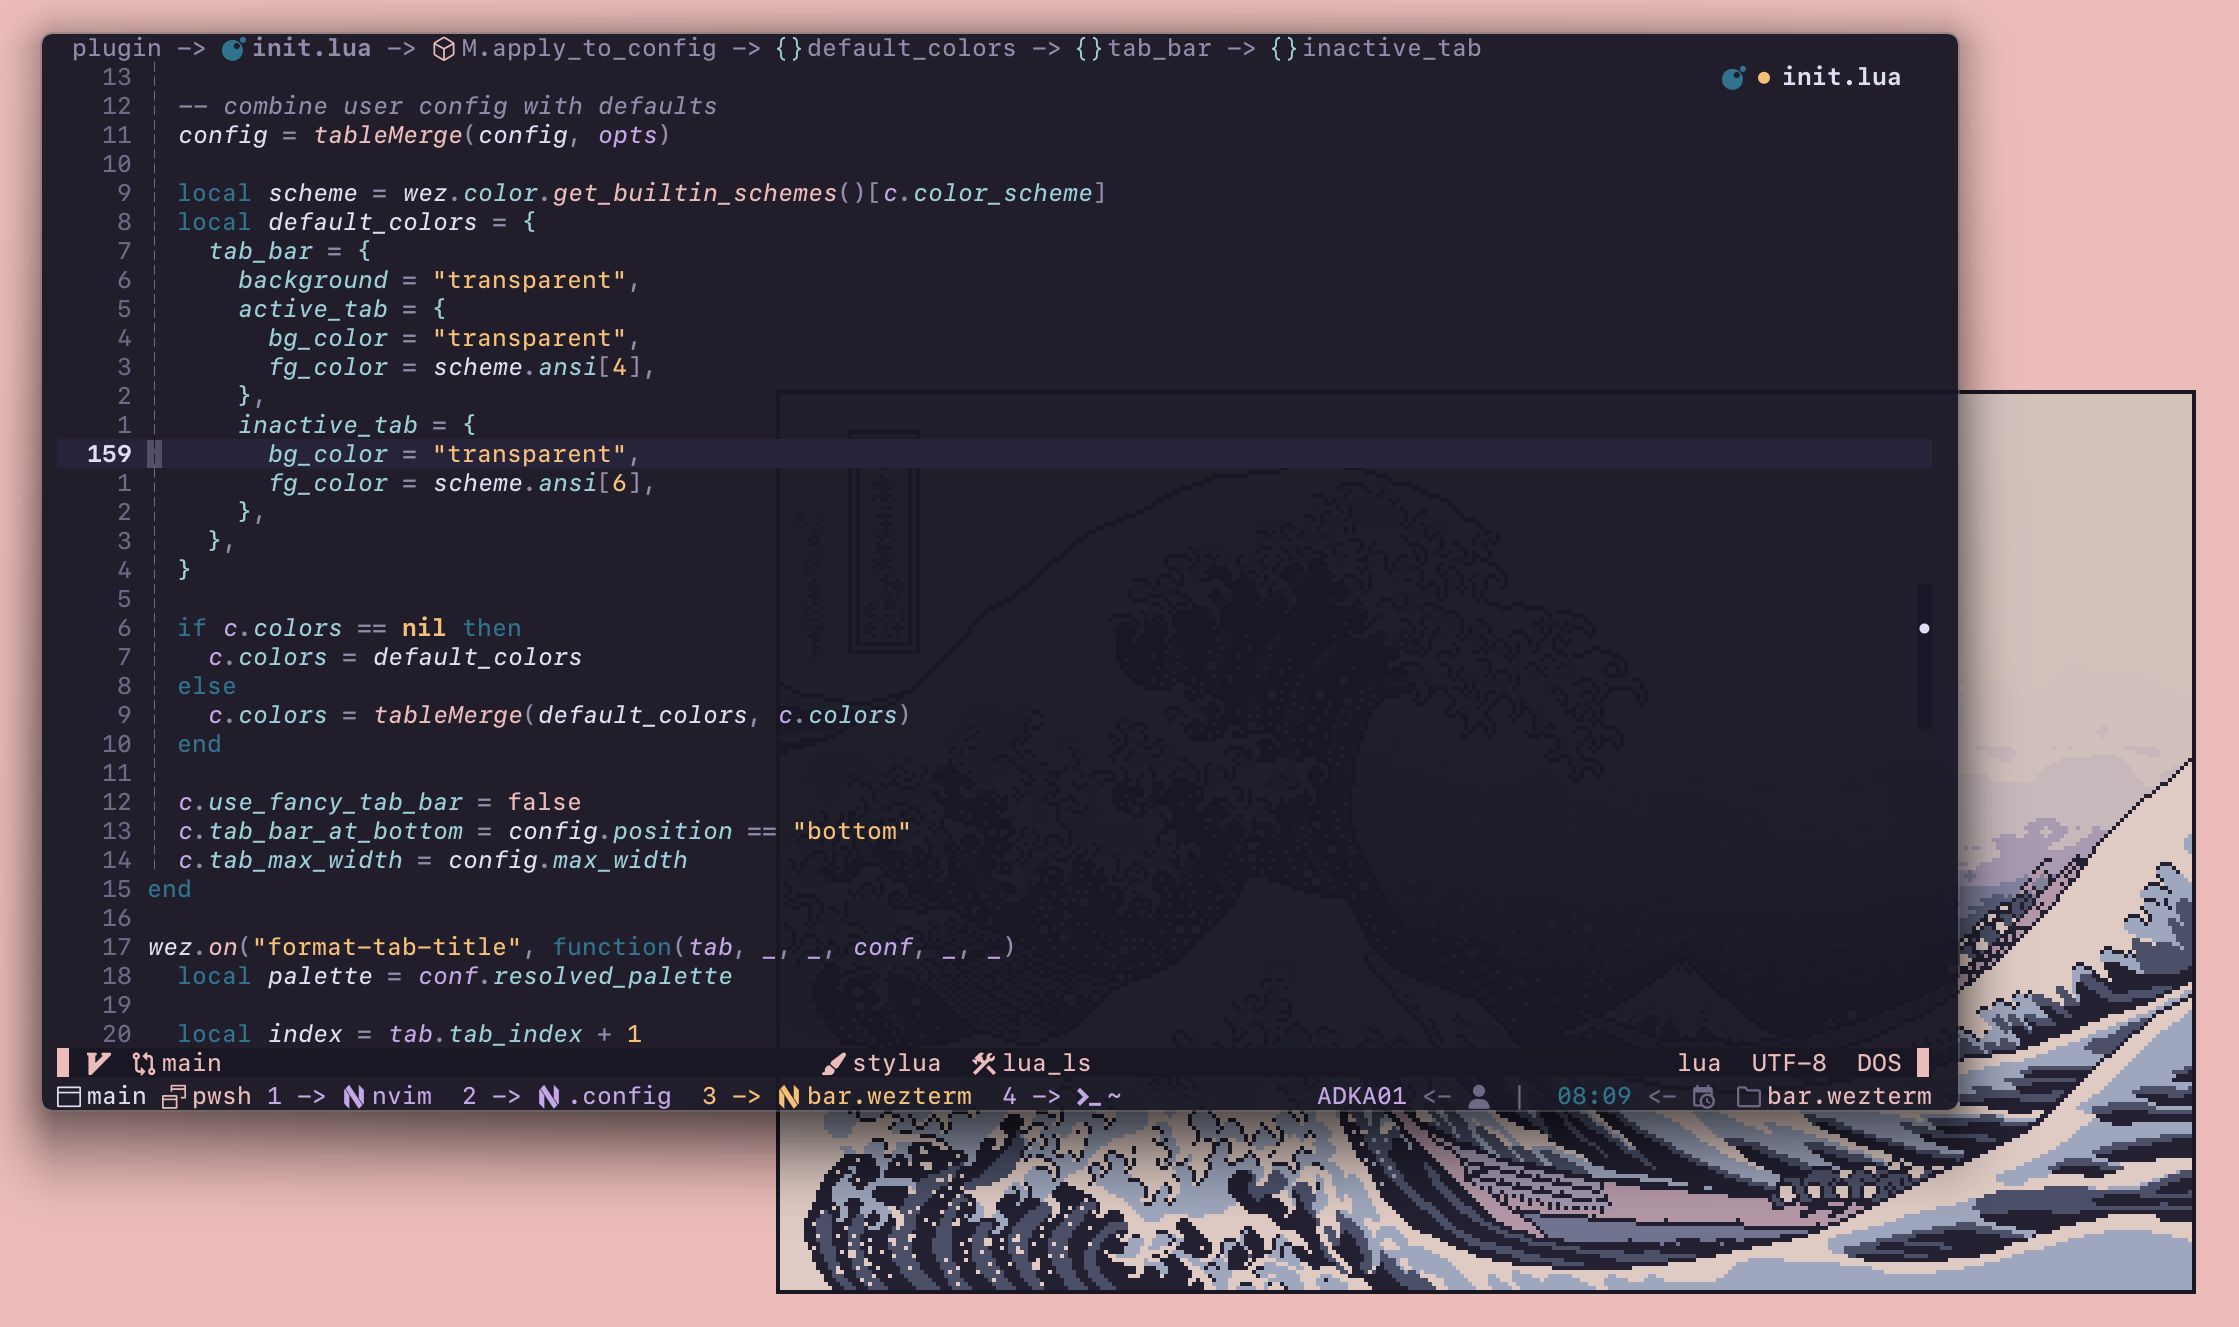 plugin -> init.lua -> M.apply_to_config -> {}default_colors -> {}tab_bar -> {}inactive_tab
13
init.lua
12 -- combine user config with defaults
11 config = tableMerge(config, opts)
10
9 local scheme = wez.color.get_builtin_schemes()[c.color_scheme]
8 local default_colors = {
7 tab_bar = {
6 background = "transparent",
5 active_tab = {
4 bg_color = "transparent",
3 fg_color = scheme.ansi[4],
2 },
1 inactive_tab = {
159 bg_color = "transparent",
1 fg_color = scheme.ansi[6],
2 },
3 },
4 }
5
6 if c.colors == nil then
7 c.colors = default_colors
8 else
9 c.colors = tableMerge(default_colors, c.colors)
10 end
11
12 c.use_fancy_tab_bar = false
13 c.tab_bar_at_bottom = config.position == "bottom"
14 c.tab_max_width = config.max_width
15 end
16
17 wez.on("format-tab-title", function(tab, _, _, conf, _, _)
18 local palette = conf.resolved_palette
19
20 local index = tab.tab_index + 1
V main stylua lua_ls lua UTF-8 DOS
main pwsh 1 -> nvim 2 -> .config 3 -> bar.wezterm 4 -> ~ ADKA01 <- | 08:09 <- bar.wezterm